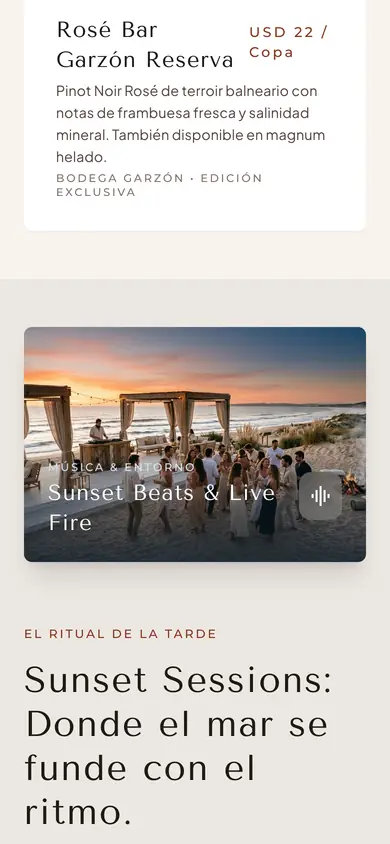 Rosé Bar
Garzón Reserva
USD 22 /
Copa
Pinot Noir Rosé de terroir balneario con
notas de frambuesa fresca y salinidad
mineral. También disponible en magnum
helado.
BODEGA GARZÓN • EDICIÓN
EXCLUSIVA
MÚSICA & ENTORNO
Sunset Beats & Live
Fire
EL RITUAL DE LA TARDE
Sunset Sessions:
Donde el mar se
funde con el
ritmo.